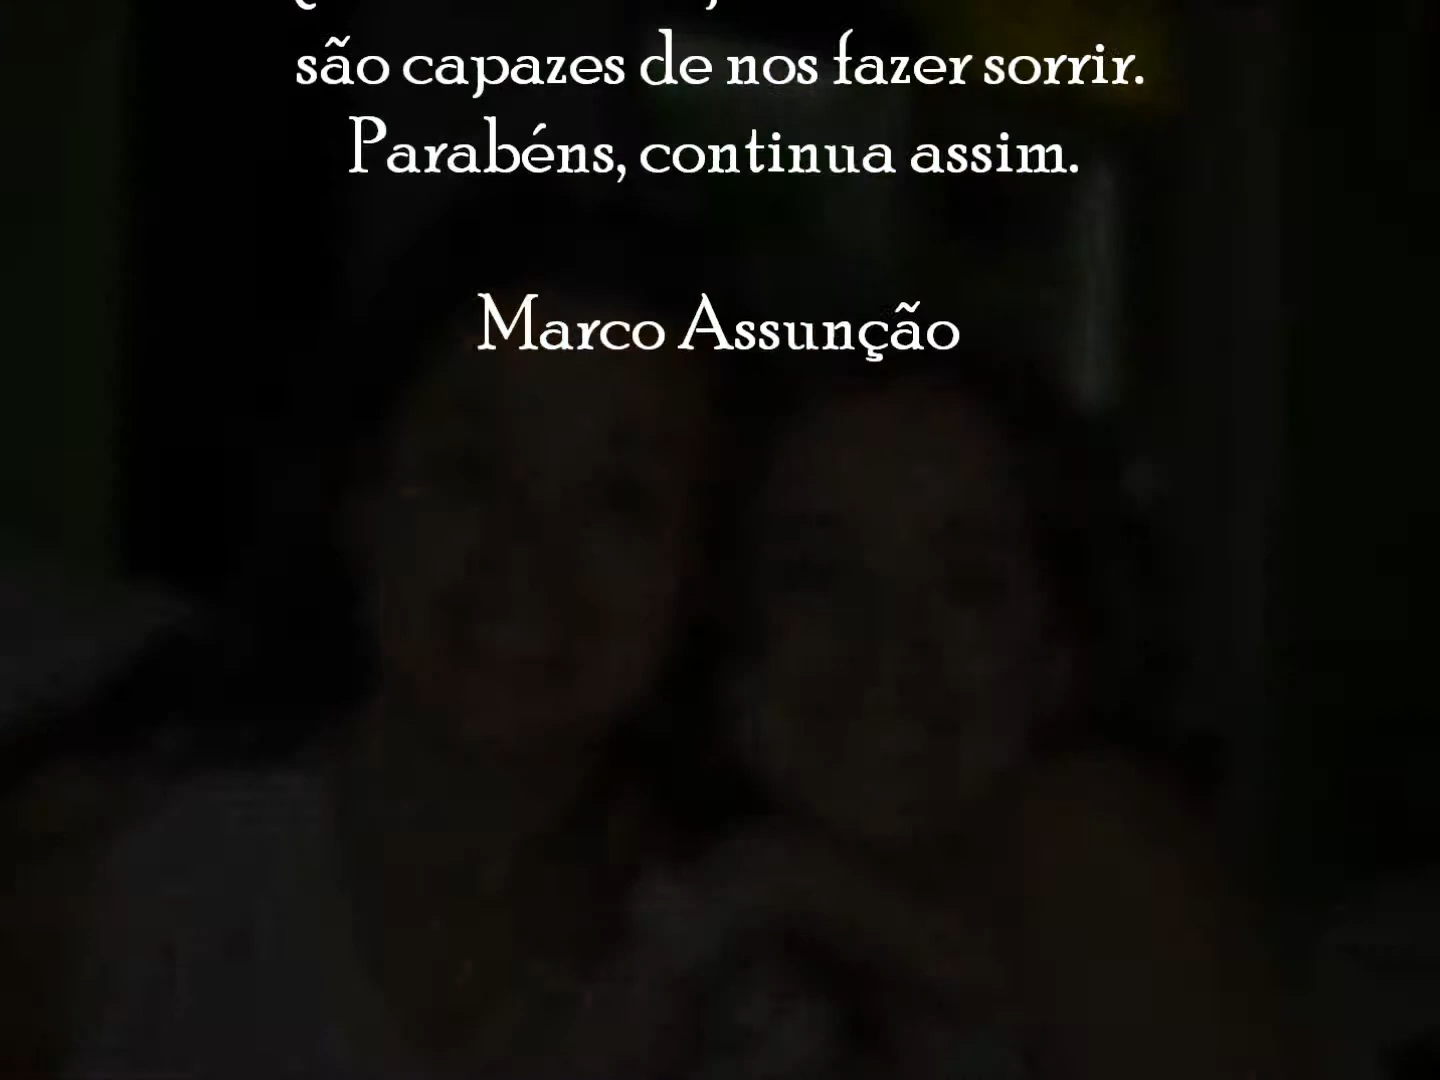 são capazes de nos fazer sorrir.
Parabéns, continua assim.
Marco Assunção